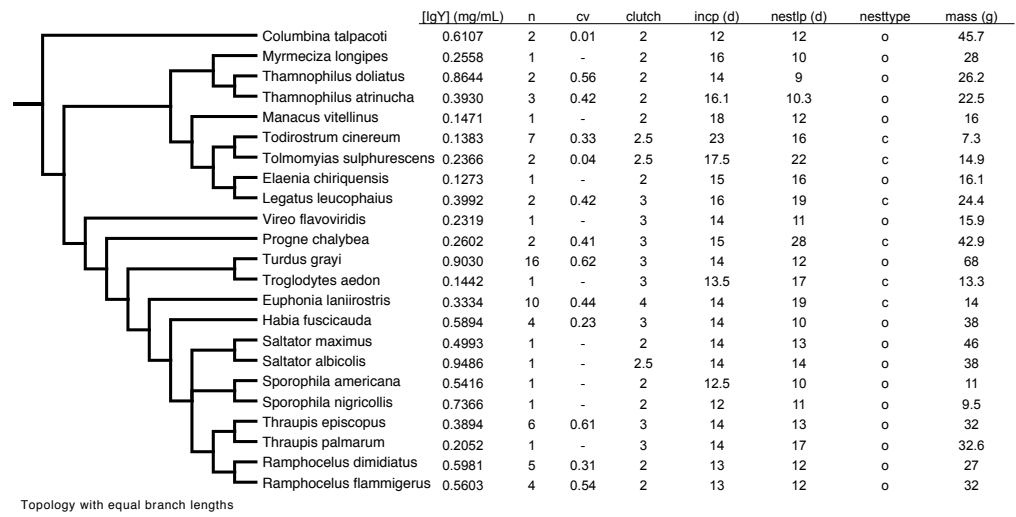 [IgY] (mg/mL) n cv clutch incp (d) nestlp (d) nesttype mass (g)
Columbina talpacoti 0.6107 2 0.01 2 12 12 o 45.7
Myrmeciza longipes 0.2558 1 - 2 16 10 o 28
Thamnophilus doliatus 0.8644 2 0.56 2 14 9 o 26.2
Thamnophilus atrinucha 0.3930 3 0.42 2 16.1 10.3 o 22.5
Manacus vitellinus 0.1471 1 - 2 18 12 o 16
Todirostrum cinereum 0.1383 7 0.33 2.5 23 16 c 7.3
Tolmomyias sulphurescens 0.2366 2 0.04 2.5 17.5 22 c 14.9
Elaenia chiriquensis 0.1273 1 - 2 15 16 o 16.1
Legatus leucophaius 0.3992 2 0.42 3 16 19 c 24.4
Vireo flavoviridis 0.2319 1 - 3 14 11 o 15.9
Progne chalybea 0.2602 2 0.41 3 15 28 c 42.9
Turdus grayi 0.9030 16 0.62 3 14 12 o 68
Troglodytes aedon 0.1442 1 - 3 13.5 17 c 13.3
Euphonia laniirostris 0.3334 10 0.44 4 14 19 c 14
Habia fuscicauda 0.5894 4 0.23 3 14 10 o 38
Saltator maximus 0.4993 1 - 2 14 13 o 46
Saltator albicolis 0.9486 1 - 2.5 14 14 o 38
Sporophila americana 0.5416 1 - 2 12.5 10 o 11
Sporophila nigricollis 0.7366 1 - 2 12 11 o 9.5
Thraupis episcopus 0.3894 6 0.61 3 14 13 o 32
Thraupis palmarum 0.2052 1 - 3 14 17 o 32.6
Ramphocelus dimidiatus 0.5981 5 0.31 2 13 12 o 27
Ramphocelus flammigerus 0.5603 4 0.54 2 13 12 o 32
Topology with equal branch lengths